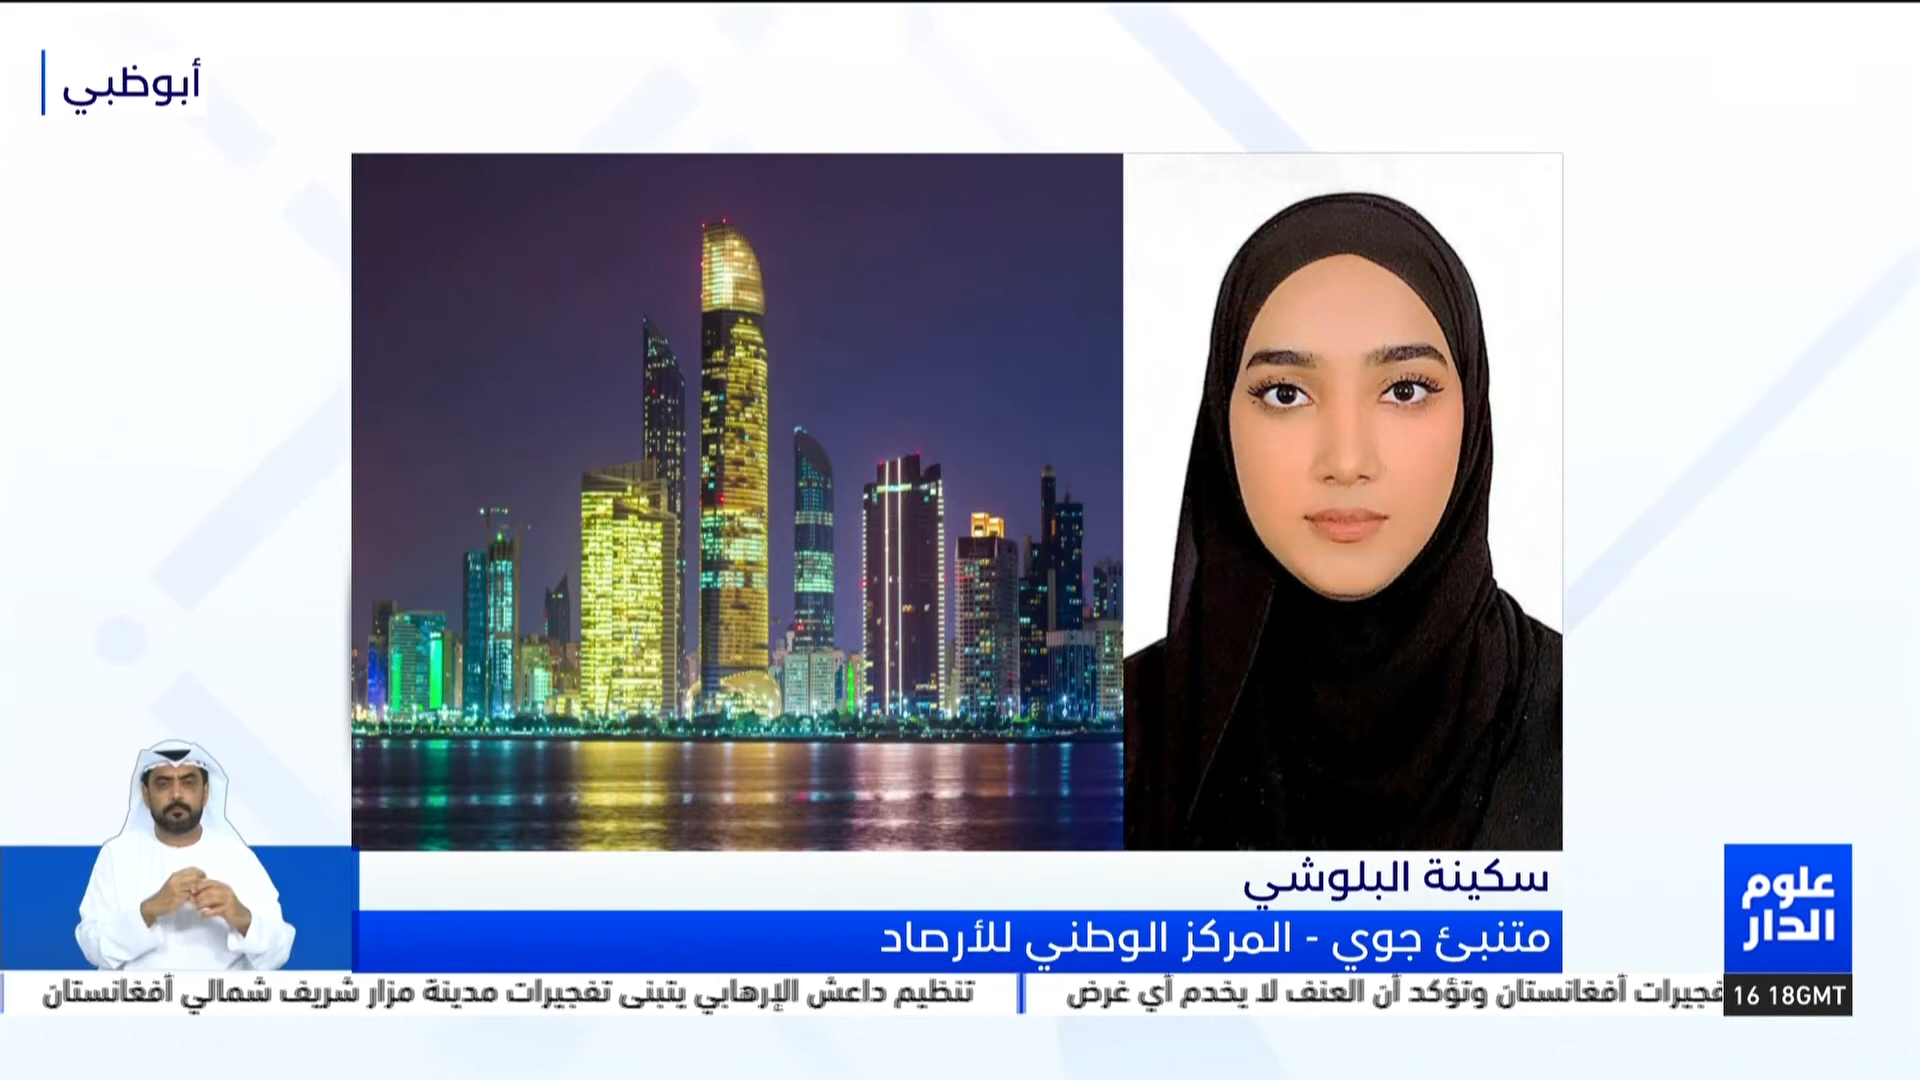 أبوظبي
سكينة البلوشي
متنبئ جوي - المركز الوطني للأرصاد
علوم
الدار
فجيرات أفغانستان وتؤكد أن العنف لا يخدم أي غرض
تنظيم داعش الإرهابي يتبنى تفجيرات مدينة مزار شريف شمالي أفغانستان
16 18GMT